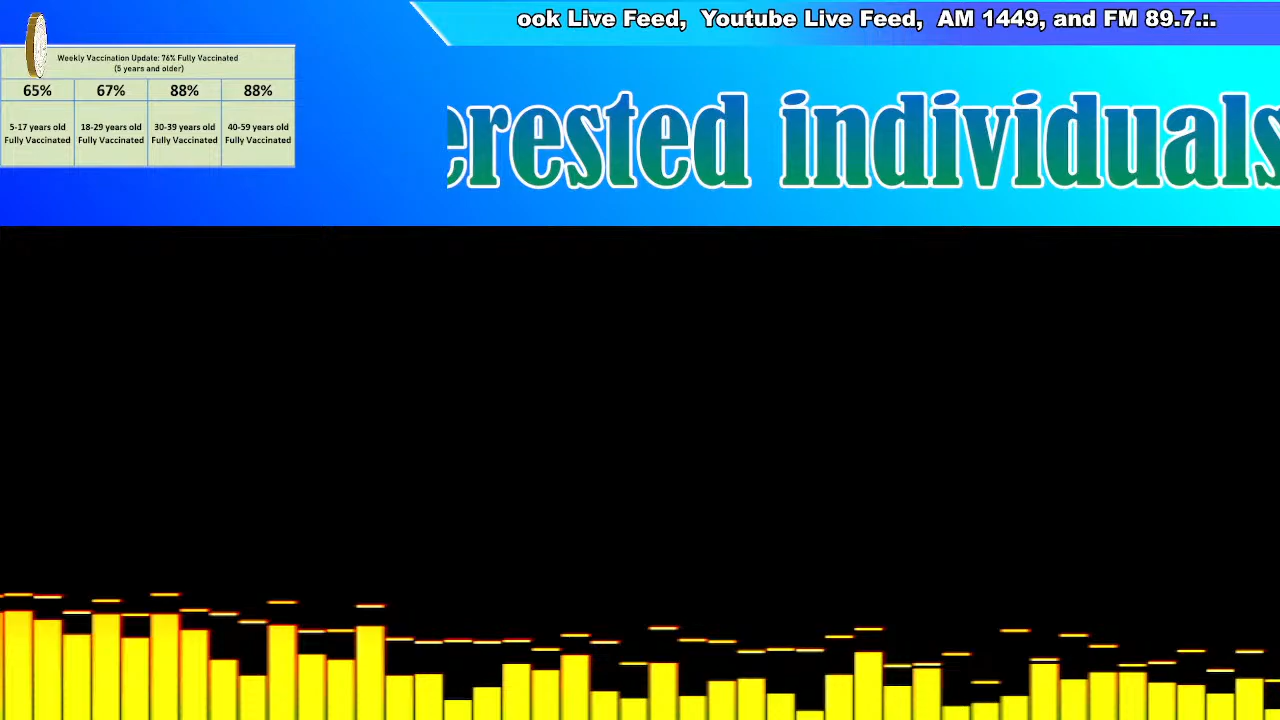 ook Live Feed, Youtube Live Feed, AM 1449, and FM 89.7.:.
Weekly Vaccination Update: 76% Fully Vaccinated
(5 years and older)
65% 67% 88% 88%
5-17 years old 18-29 years old 30-39 years old 40-59 years old
Fully Vaccinated Fully Vaccinated Fully Vaccinated Fully Vaccinated
erested individuals